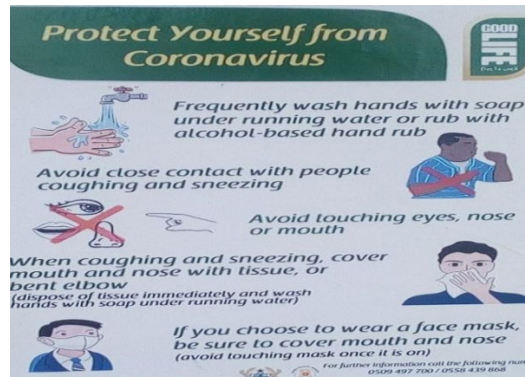 Protect Yourself from
Coronavirus
GOOD
LIFE
Frequently wash hands with soap
under running water or rub with
alcohol-based hand rub
Avoid close contact with people
coughing and sneezing
Avoid touching eyes, nose
or mouth
When coughing and sneezing, cover
mouth and nose with tissue, or
bent elbow
(dispose of tissue immediately and wash
hands with soap under running water)
If you choose to wear a face mask,
be sure to cover mouth and nose
(avoid touching mask once it is on)
For further information call the following num
0509 497 700 / 0558 439 868